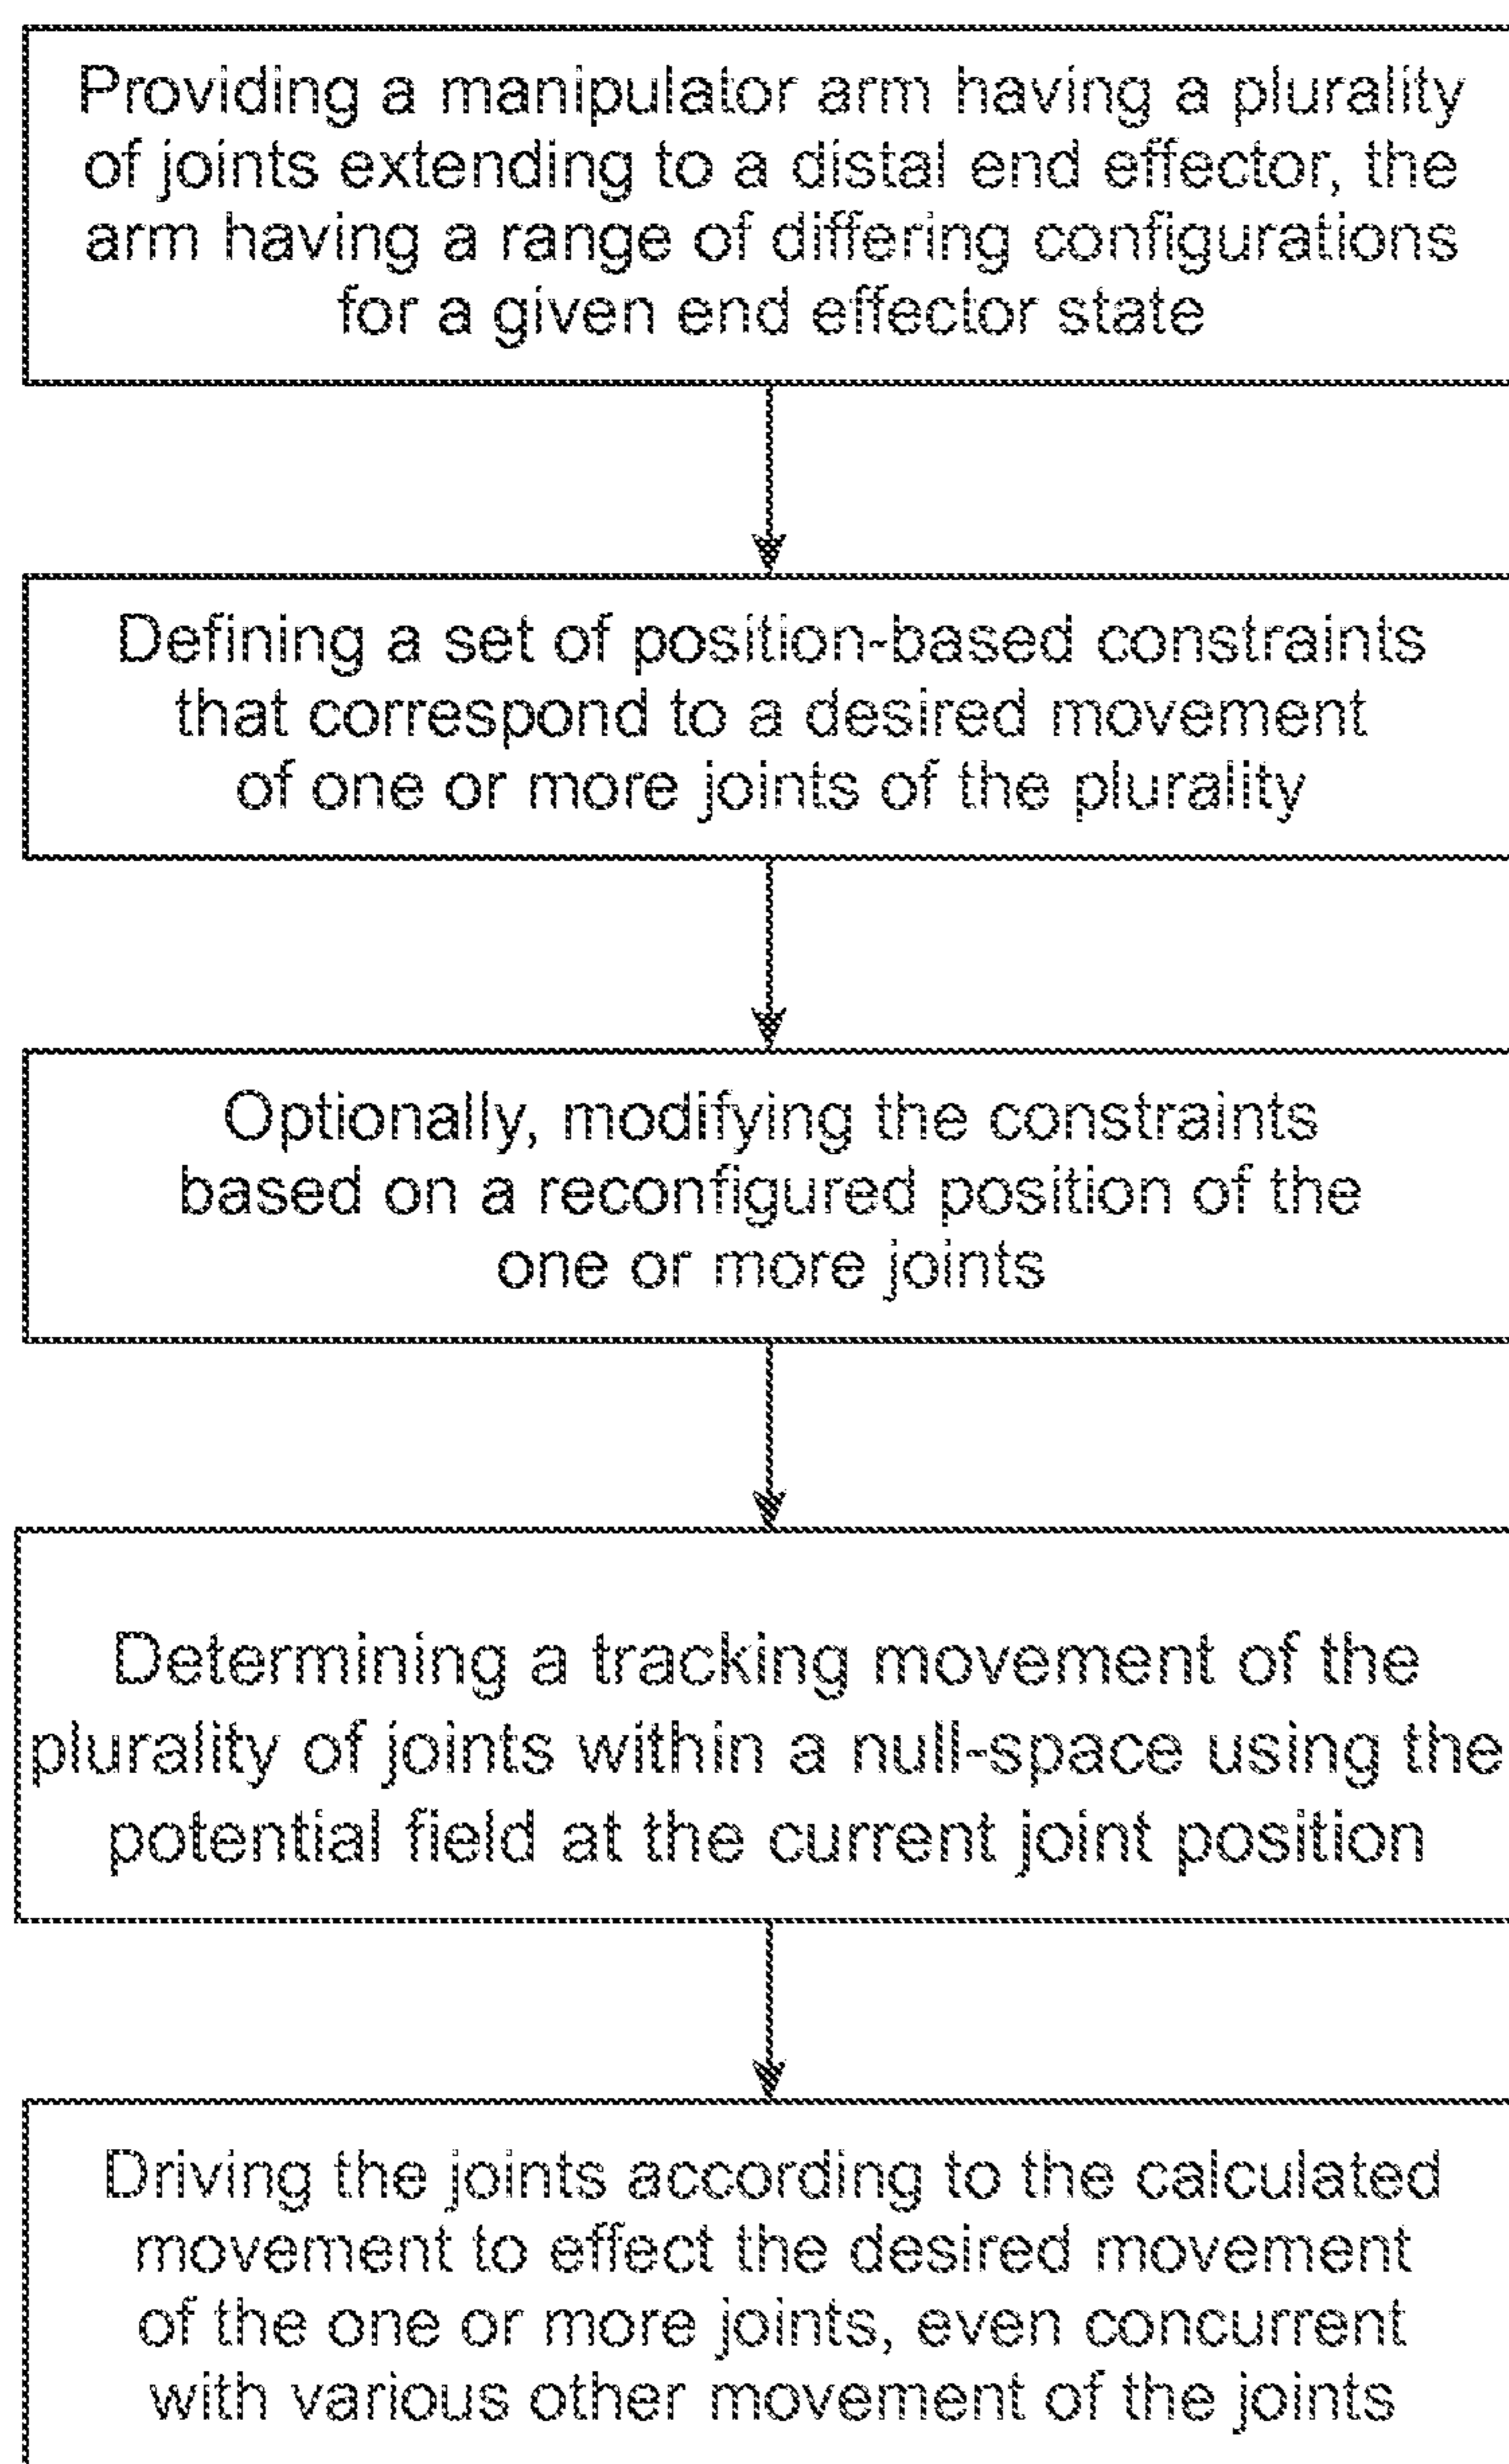 Providing a manipulator arm having a plurality
of joints extending to a distal end effector, the
arm having a range of differing configurations
for a given end effector state
Defining a set of position-based constraints
that correspond to a desired movement
of one or more joints of the plurality
Optionally, modifying the constraints
based on a reconfigured position of the
one or more joints
Determining a tracking movement of the
plurality of joints within a null-space using the
potential field at the current joint position
Driving the joints according to the calculated
movement to effect the desired movement
of the one or more joints, even concurrent
with various other movement of the joints